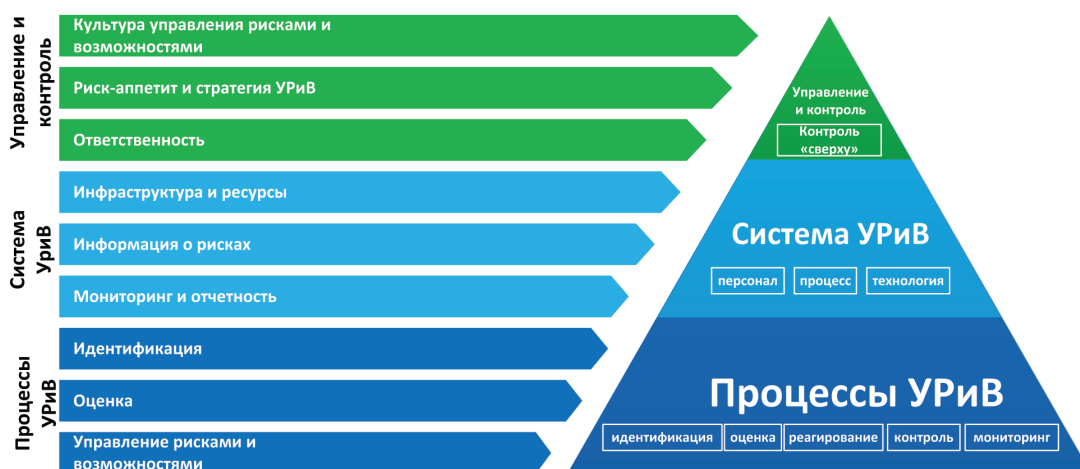 Управление и
контроль
Культура управления рисками и
возможностями
Риск-аппетит и стратегия УРиВ
Ответственность
Система
УриВ
Инфраструктура и ресурсы
Информация о рисках
Мониторинг и отчетность
Процессы
УРиВ
Идентификация
Оценка
Управление рисками и
возможностями
Управление
и контроль
Контроль
«сверху»
Система УРиВ
персонал процесс технология
Процессы УРиВ
идентификация оценка реагирование контроль мониторинг